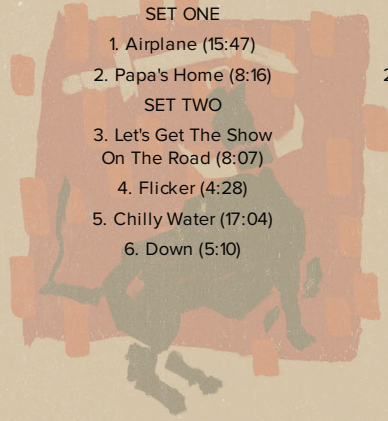 SET ONE
1. Airplane (15:47)
2. Papa's Home (8:16)
SET TWO
3. Let's Get The Show
On The Road (8:07)
4. Flicker (4:28)
5. Chilly Water (17:04)
6. Down (5:10)